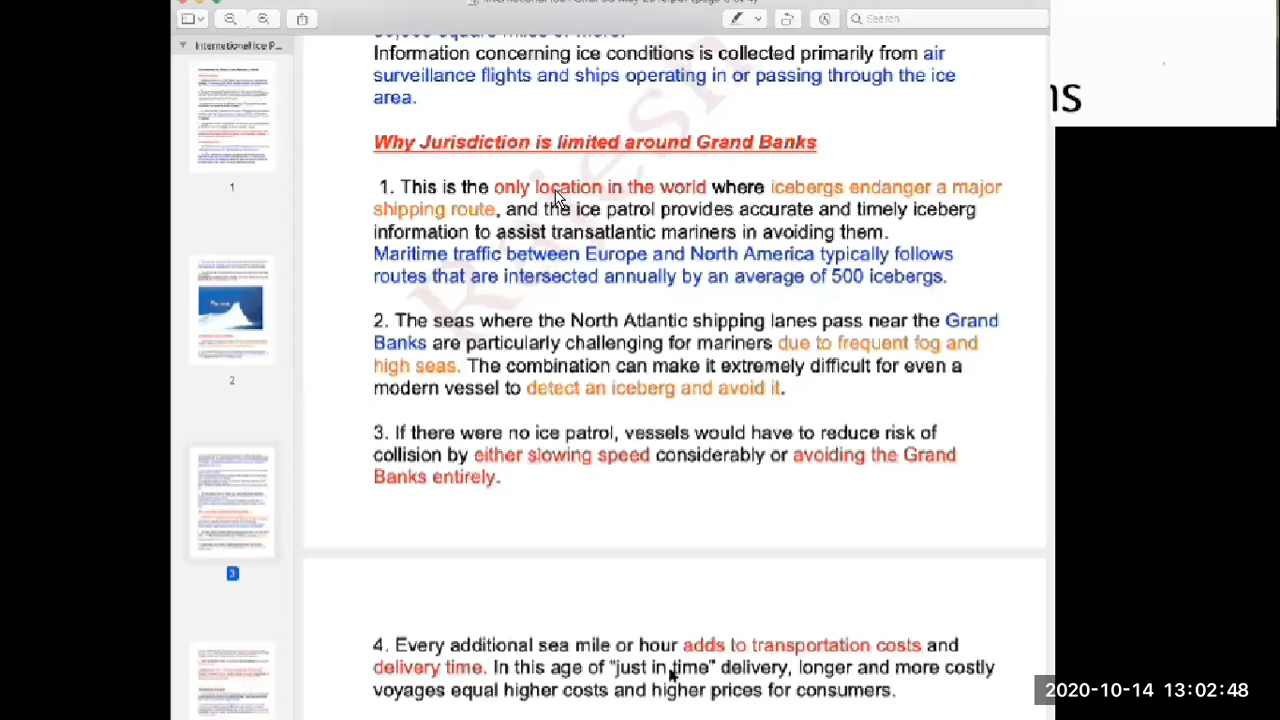 Search
International Ice P...
Information concerning ice conditions is collected primarily from air
surveillance flights and ships operating in or passing through the ice
area.
ns
Why Jurisdiction is limited around Grand Banks
1. This is the only location in the world where icebergs endanger a major
shipping route, and the ice patrol provides accurate and timely iceberg
information to assist transatlantic mariners in avoiding them.
Maritime traffic between Europe and North America typically follows
routes that are intersected annually by an average of 500 icebergs.
1
2. The seas where the North Atlantic shipping lanes pass near the Grand
Banks are particularly challenging for mariners due to frequent fog and
high seas. The combination can make it extremely difficult for even a
modern vessel to detect an iceberg and avoid it.
2
3. If there were no ice patrol, vessels would have to reduce risk of
collision by either slowing speed considerably or avoiding the Grand
Banks entirely.
3
4. Every additional sea mile or hour adds to transportation costs and
delivery time. In this age of "just-in-time" delivery, longer and more costly
voyages equal higher costs and higher prices for consumers.
2020-10-14 13:02:48